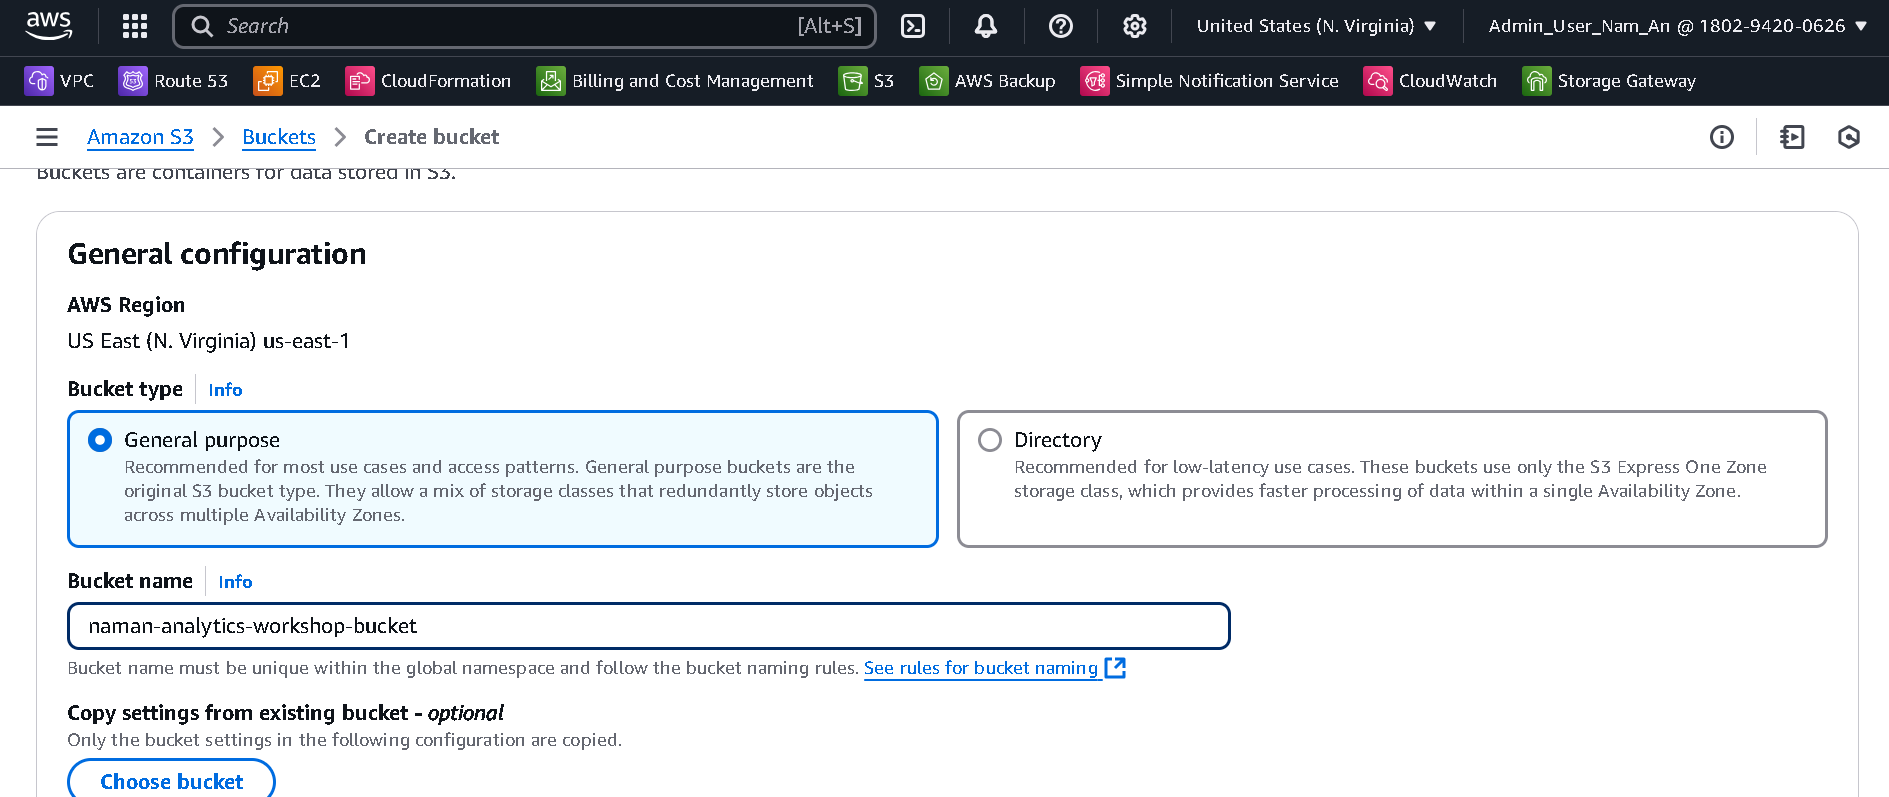 aws Search [Alt+S] United States (N. Virginia) Admin_User_Nam_An @ 1802-9420-0626
VPC Route 53 EC2 CloudFormation Billing and Cost Management S3 AWS Backup Simple Notification Service CloudWatch Storage Gateway
Amazon S3 Buckets Create bucket
Buckets are containers for data stored in S3.
General configuration
AWS Region
US East (N. Virginia) us-east-1
Bucket type Info
General purpose
Recommended for most use cases and access patterns. General purpose buckets are the
original S3 bucket type. They allow a mix of storage classes that redundantly store objects
across multiple Availability Zones.
Directory
Recommended for low-latency use cases. These buckets use only the S3 Express One Zone
storage class, which provides faster processing of data within a single Availability Zone.
Bucket name Info
naman-analytics-workshop-bucket
Bucket name must be unique within the global namespace and follow the bucket naming rules. See rules for bucket naming
Copy settings from existing bucket - optional
Only the bucket settings in the following configuration are copied.
Choose bucket